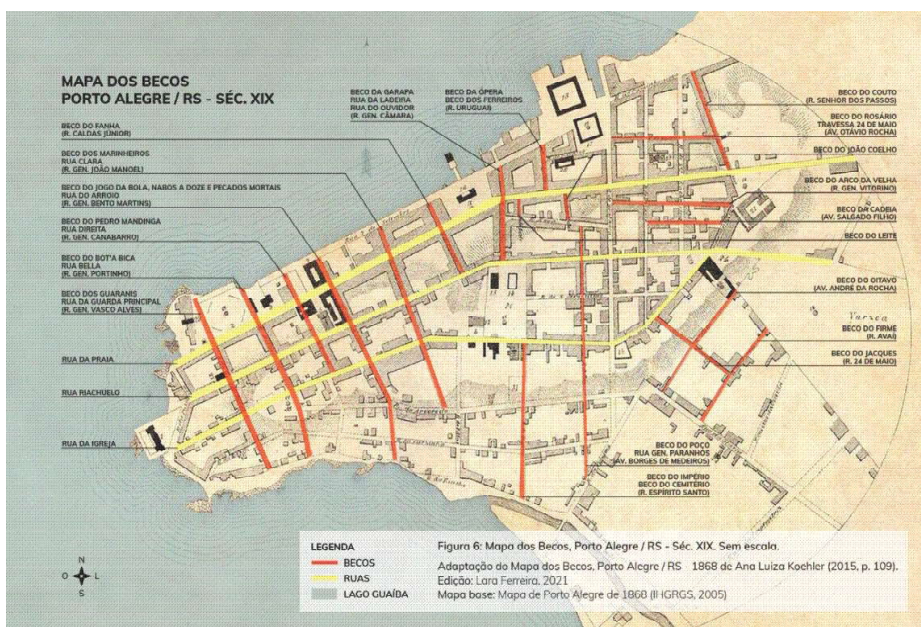 MAPA DOS BECOS
PORTO ALEGRE / RS - SÉC. XIX
BECO DO FANHA
(R. CALDAS JÚNIOR)
BECO DOS MARINHEIROS
RUA CLARA
(R. GEN. JOÃO MANOEL)
BECO DO JOGO DA BOLA, NABOS A DOZE E PECADOS MORTAIS
RUA DO ARROIO
(R. GEN. BENTO MARTINS)
BECO DO PEDRO MANDINGA
RUA DIREITA
(R. GEN. CANABARRO)
BECO DO BOT'A BICA
RUA BELLA
(R. GEN. PORTINHO)
BECO DOS GUARANIS
RUA DA GUARDA PRINCIPAL
(R. GEN. VASCO ALVES)
RUA DA PRAIA
RUA RIACHUELO
RUA DA IGREJA
BECO DA GARAPA
RUA DA LADEIRA
RUA DO OUVIDOR
(R. GEN. CÂMARA)
BECO DA ÓPERA
BECO DOS FERREIROS
(R. URUGUAI)
BECO DO COUTO
(R. SENHOR DOS PASSOS)
BECO DO ROSÁRIO
TRAVESSA 24 DE MAIO
(AV. OTÁVIO ROCHA)
BECO DO JOÃO COELHO
BECO DO ARCO DA VELHA
(R. GEN. VITORINO)
BECO DA CADEIA
(AV. SALGADO FILHO)
BECO DO LEITE
BECO DO OITAVO
(AV. ANDRÉ DA ROCHA)
Varzea
BECO DO FIRME
(R. AVAÍ)
BECO DO JACQUES
(R. 24 DE MAIO)
BECO DO POÇO
RUA GEN. PARANHOS
(AV. BORGES DE MEDEIROS)
BECO DO IMPÉRIO
BECO DO CEMITÉRIO
(R. ESPÍRITO SANTO)
N
O L
S
LEGENDA
BECOS
RUAS
LAGO GUAÍBA
Figura 6: Mapa dos Becos, Porto Alegre / RS - Séc. XIX. Sem escala.
Adaptação do Mapa dos Becos, Porto Alegre / RS - 1868 de Ana Luiza Koehler (2015, p. 109).
Edição: Lara Ferreira, 2021
Mapa base: Mapa de Porto Alegre de 1868 (IHGRGS, 2005)